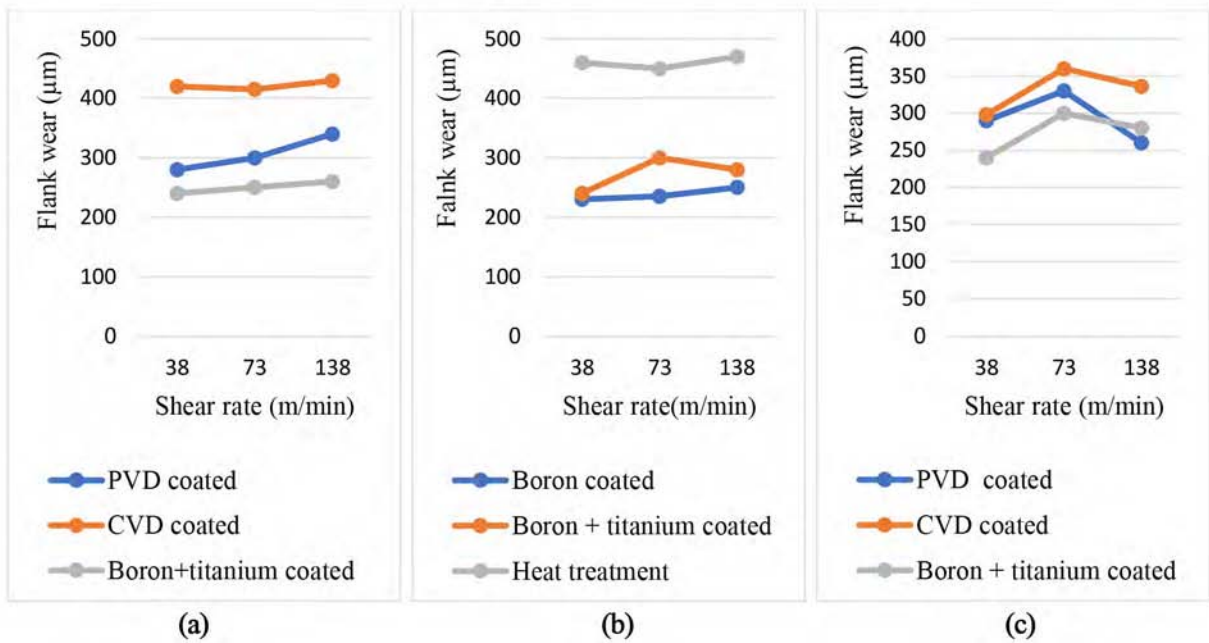 500
400
300
200
100
0
Flank wear (µm)
38 73 138
Shear rate (m/min)
PVD coated
CVD coated
Boron+titanium coated
(a)
500
400
300
200
100
0
Falnk wear (µm)
38 73 138
Shear rate(m/min)
Boron coated
Boron + titanium coated
Heat treatment
(b)
400
350
300
250
200
150
100
50
0
Flank wear (µm)
38 73 138
Shear rate (m/min)
PVD coated
CVD coated
Boron + titanium coated
(c)